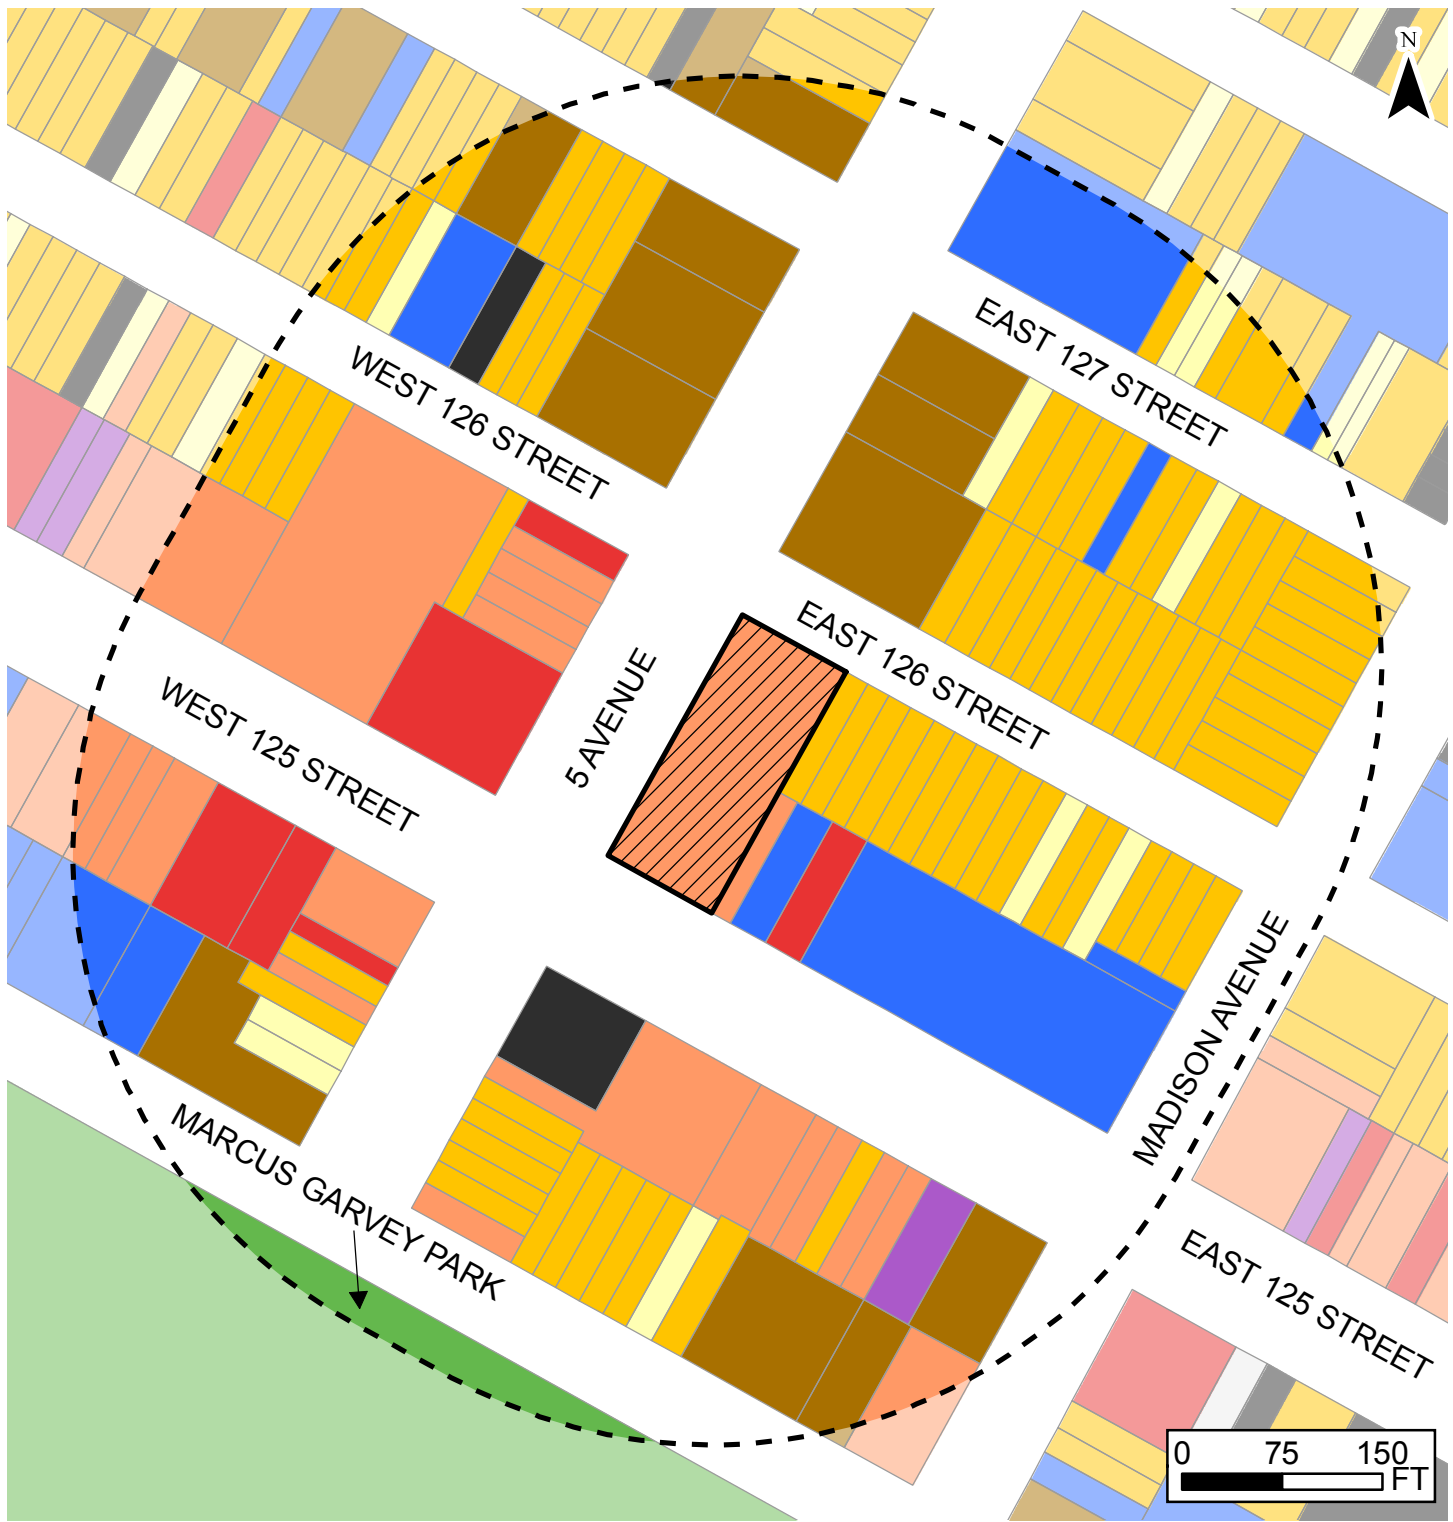 N
EAST 127 STREET
WEST 126 STREET
EAST 126 STREET
5 AVENUE
WEST 125 STREET
MADISON AVENUE
MARCUS GARVEY PARK
EAST 125 STREET
0 75 150
FT